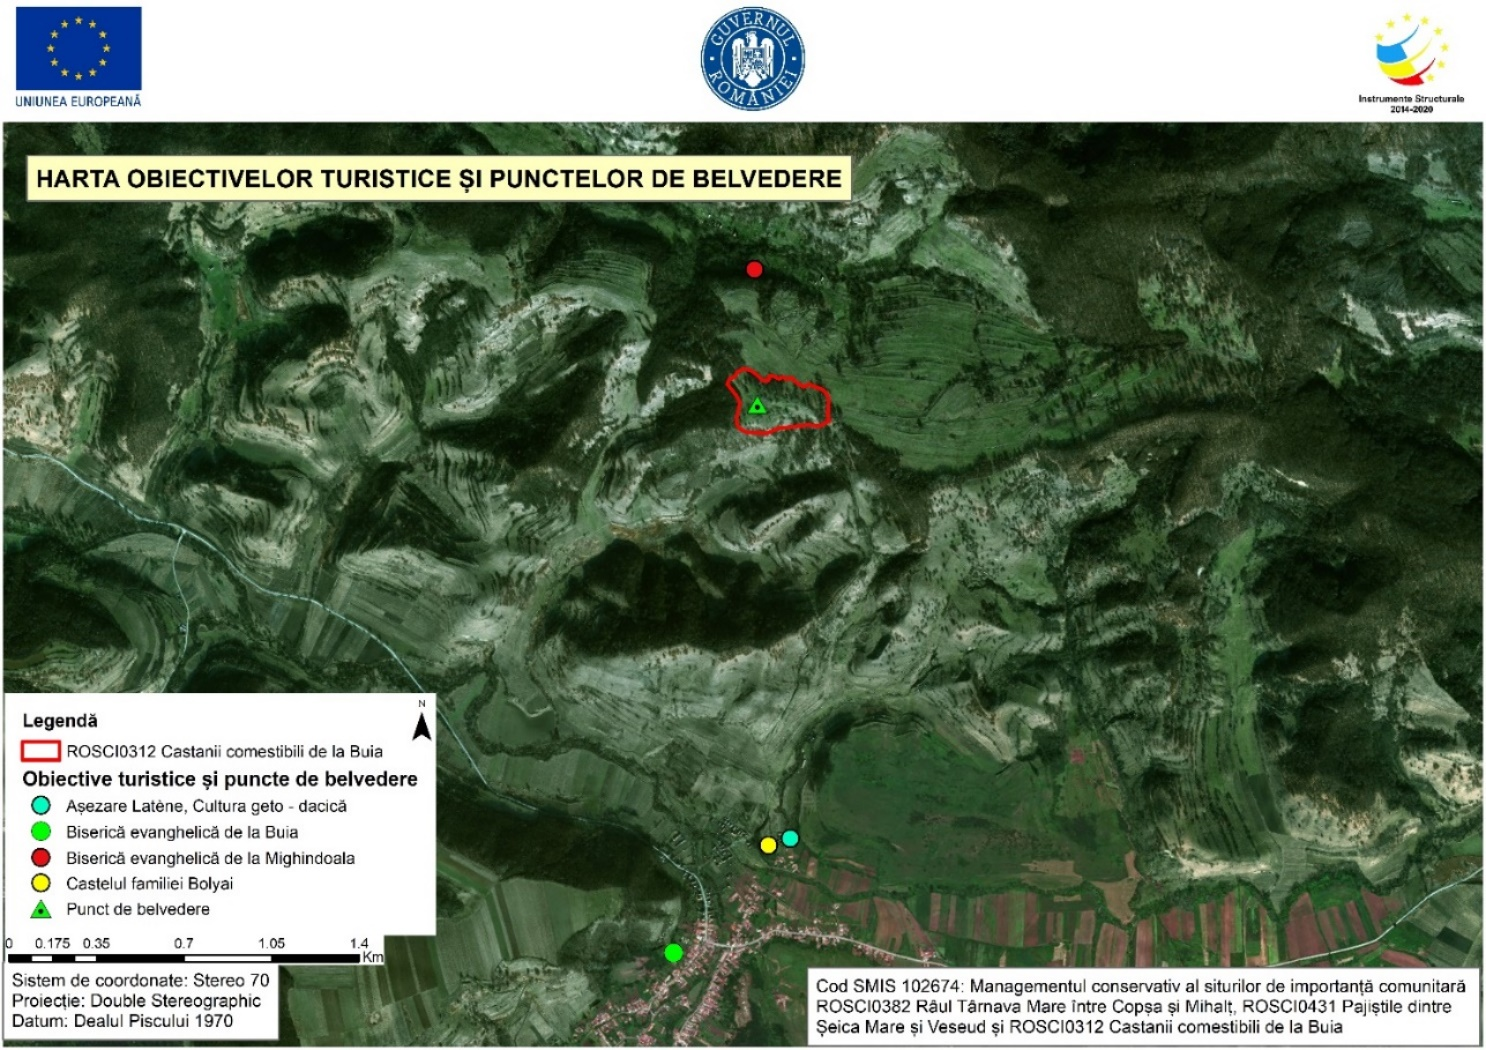 UNIUNEA EUROPEANĂ
GUVERNUL ROMÂNIEI
Instrumente Structurale
2014-2020
HARTA OBIECTIVELOR TURISTICE ȘI PUNCTELOR DE BELVEDERE
N
Legendă
ROSCI0312 Castanii comestibili de la Buia
Obiective turistice și puncte de belvedere
Așezare Latène, Cultura geto - dacică
Biserică evanghelică de la Buia
Biserică evanghelică de la Mighindoala
Castelul familiei Bolyai
Punct de belvedere
0 0.175 0.35 0.7 1.05 1.4
Km
Sistem de coordonate: Stereo 70
Proiecție: Double Stereographic
Datum: Dealul Piscului 1970
Cod SMIS 102674: Managementul conservativ al siturilor de importanță comunitară
ROSCI0382 Râul Târnava Mare între Copșa și Mihalț, ROSCI0431 Pajiștile dintre
Șeica Mare și Veseud și ROSCI0312 Castanii comestibili de la Buia